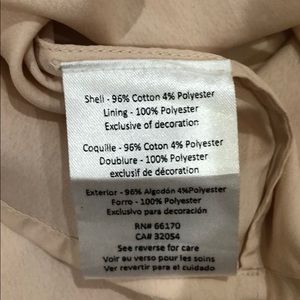 Shell - 96% Cotton 4% Polyester
Lining - 100% Polyester
Exclusive of decoration
Coquille - 96% Coton 4% Polyester
Doublure - 100% Polyester
exclusif de décoration
Exterior - 96% Algodón 4%Polyester
Forro - 100% Polyester
Exclusivo para decoración
RN# 66170
CA# 32054
See reverse for care
Voir au verso pour les soins
Ver revertir para el cuidado